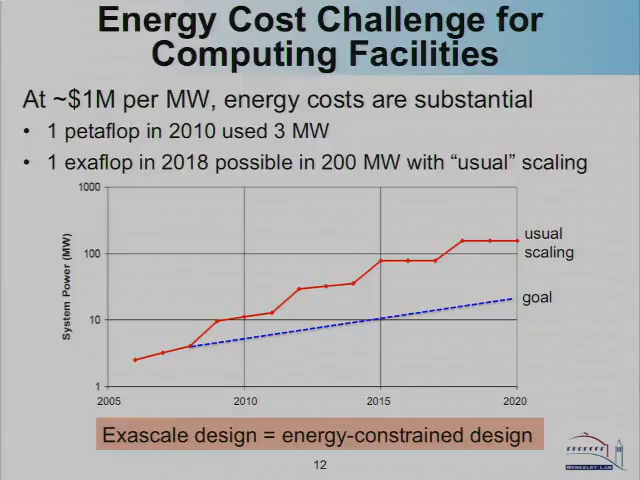 Energy Cost Challenge for
Computing Facilities
At ~$1M per MW, energy costs are substantial
• 1 petaflop in 2010 used 3 MW
• 1 exaflop in 2018 possible in 200 MW with “usual” scaling
1000
100
10
1
System Power (MW)
usual
scaling
goal
2005 2010 2015 2020
Exascale design = energy-constrained design
12
BERKELEY LAB